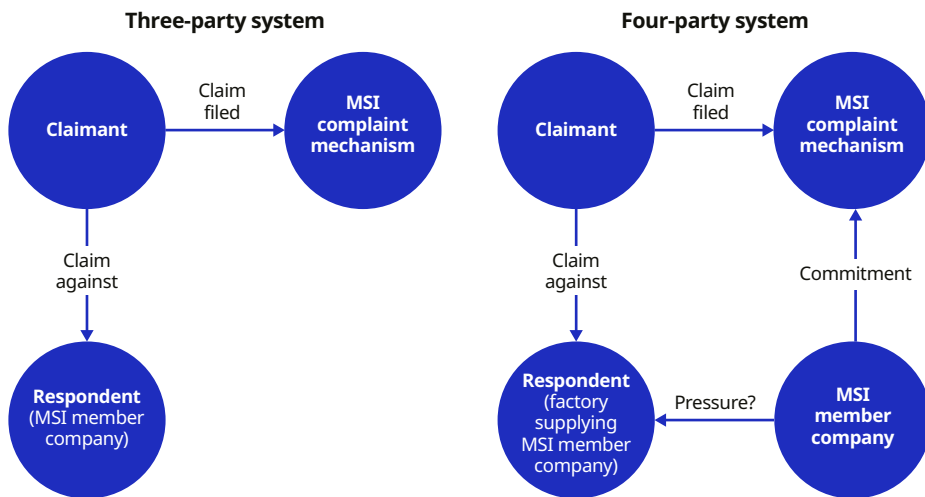 Three-party system
Claimant
Claim
filed
MSI
complaint
mechanism
Claim
against
Respondent
(MSI member
company)
Four-party system
Claimant
Claim
filed
MSI
complaint
mechanism
Claim
against
Commitment
Respondent
(factory
supplying
MSI member
company)
Pressure?
MSI
member
company